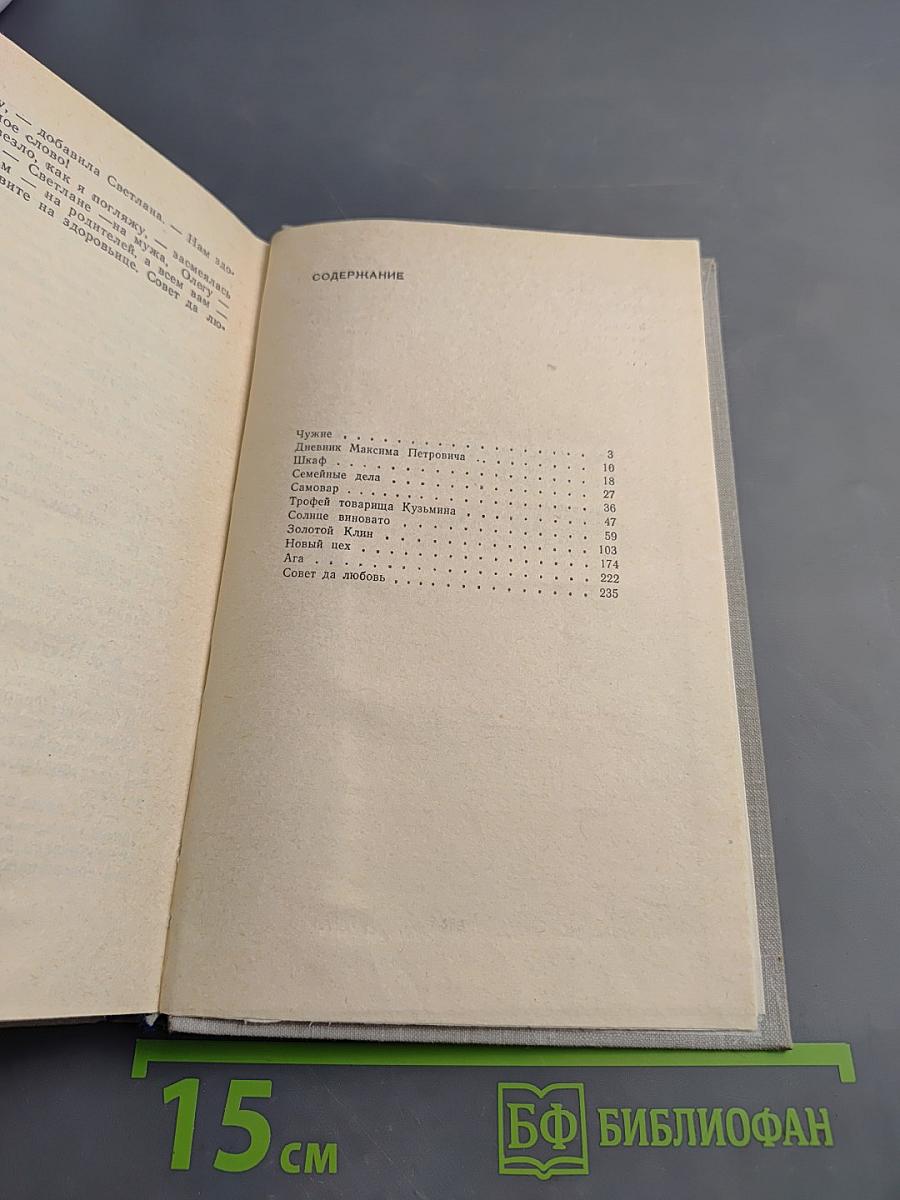 у, — добавила Светлана. — Нам здо-
ное слово!
везло, как я погляжу, — засмеялась
— Светлане — на мужа, Олегу —
м — на родителей, а всем вам —
вите на здоровьице. Совет да лю-
СОДЕРЖАНИЕ
Чужие . . . . . . . . . . . . . . . . 3
Дневник Максима Петровича . . . . . . . . 10
Шкаф . . . . . . . . . . . . . . . . 18
Семейные дела . . . . . . . . . . . . . 27
Самовар . . . . . . . . . . . . . . . 36
Трофей товарища Кузьмина . . . . . . . . 47
Солнце виновато . . . . . . . . . . . . 59
Золотой Клин . . . . . . . . . . . . . 103
Новый цех . . . . . . . . . . . . . . 174
Ага . . . . . . . . . . . . . . . . . 222
Совет да любовь . . . . . . . . . . . . 235
15 см
БФ БИБЛИОФАН